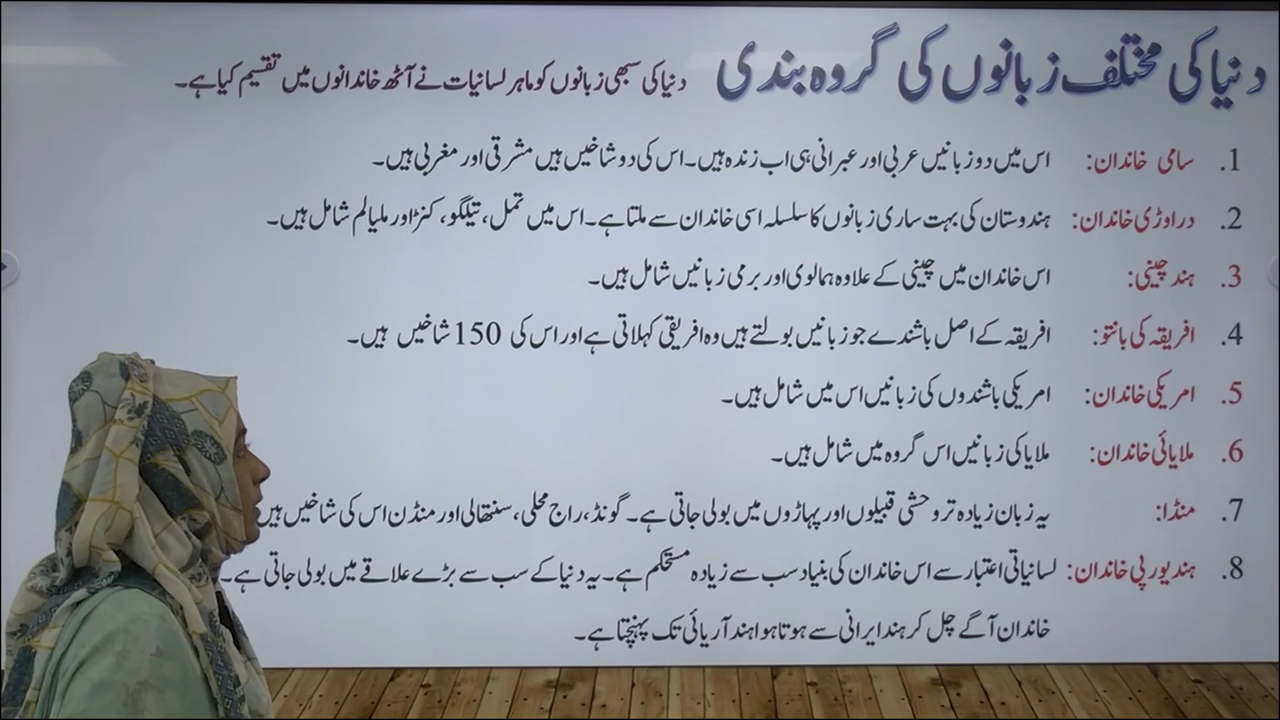 دنیا کی مختلف زبانوں کی گروہ بندی دنیا کی سبھی زبانوں کو ماہر لسانیات نے آٹھ خاندانوں میں تقسیم کیا ہے۔
1. سامی خاندان: اس میں دو زبانیں عربی اور عبرانی ہی اب زندہ ہیں۔ اس کی دو شاخیں ہیں مشرقی اور مغربی ہیں۔
2. دراوڑی خاندان: ہندوستان کی بہت ساری زبانوں کا سلسلہ اسی خاندان سے ملتا ہے۔ اس میں تمل، تیلگو، کنڑ اور ملیالم شامل ہیں۔
3. ہند چینی: اس خاندان میں چینی کے علاوہ ہمالوی اور برمی زبانیں شامل ہیں۔
4. افریقہ کی بانتو: افریقہ کے اصل باشندے جو زبانیں بولتے ہیں وہ افریقی کہلاتی ہے اور اس کی 150 شاخیں ہیں۔
5. امریکی خاندان: امریکی باشندوں کی زبانیں اس میں شامل ہیں۔
6. ملایائی خاندان: ملایا کی زبانیں اس گروہ میں شامل ہیں۔
7. منڈا: یہ زبان زیادہ تر وحشی قبیلوں اور پہاڑوں میں بولی جاتی ہے۔ گونڈ، راج محلی، سنتھالی اور منڈن اس کی شاخیں ہیں
8. ہند یورپی خاندان: لسانیاتی اعتبار سے اس خاندان کی بنیاد سب سے زیادہ مستحکم ہے۔ یہ دنیا کے سب سے بڑے علاقے میں بولی جاتی ہے۔
خاندان آگے چل کر ہند ایرانی سے ہوتا ہوا ہند آریائی تک پہنچتا ہے۔